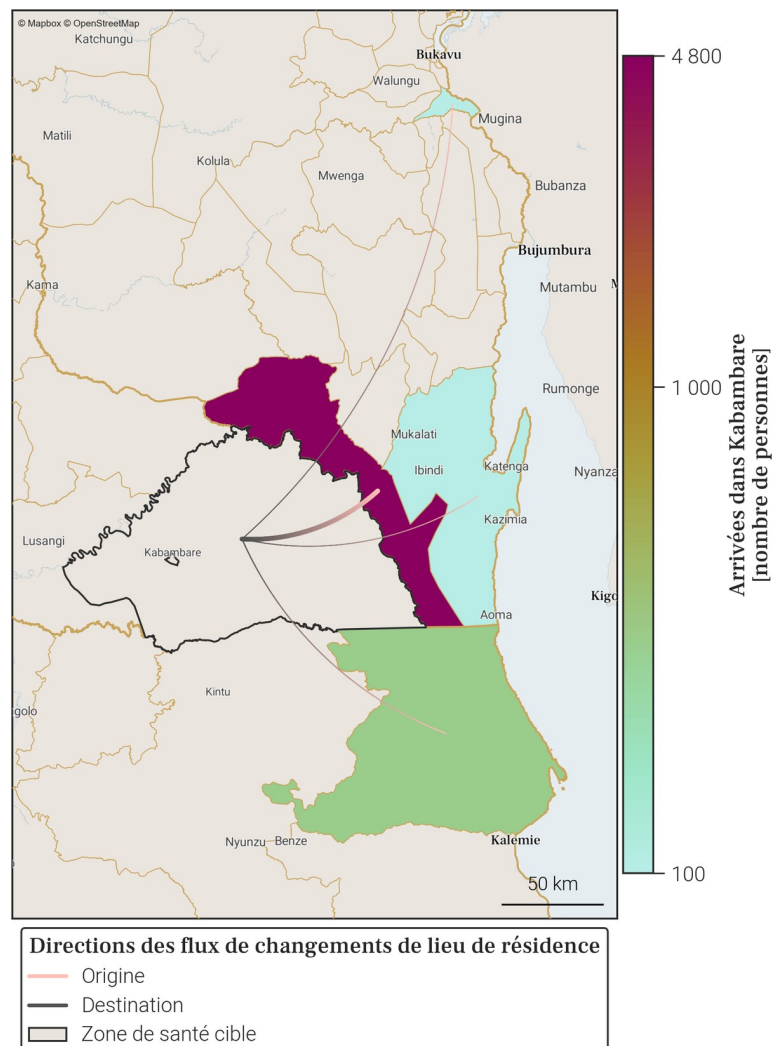 © Mapbox © OpenStreetMap
Katchungu
Bukavu
Walungu
Mugina
Matili
Kolula
Mwenga
Bubanza
Bujumbura
Kama
Mutambu
Rumonge
Mukalati
Ibindi
Katenga
Nyanza
Kazimia
Lusangi
Kabambare
Kigo
Aoma
Kintu
golo
Nyunzu
Benze
Kalemie
50 km
4 800
1 000
100
Arrivées dans Kabambare
[nombre de personnes]
Directions des flux de changements de lieu de résidence
Origine
Destination
Zone de santé cible